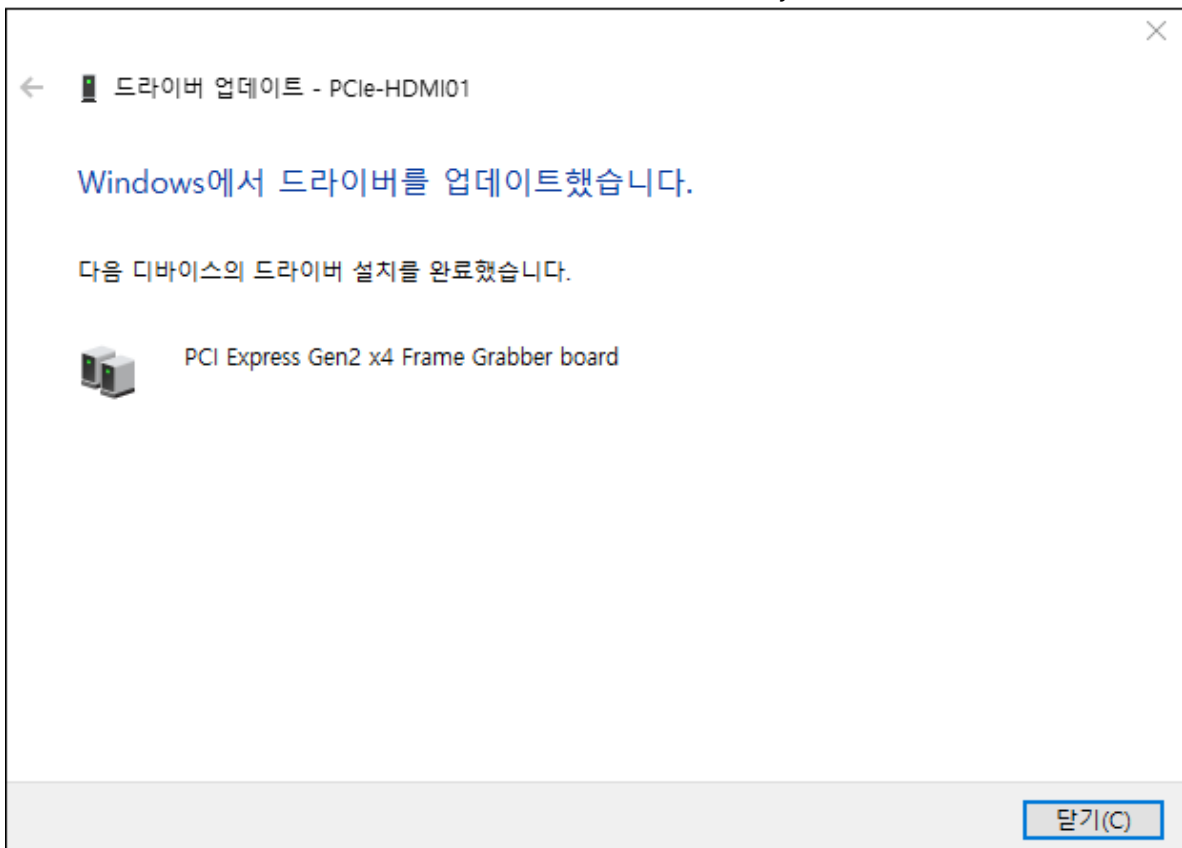 드라이버 업데이트 - PCIe-HDMI01
Windows에서 드라이버를 업데이트했습니다.
다음 디바이스의 드라이버 설치를 완료했습니다.
PCI Express Gen2 x4 Frame Grabber board
닫기(C)